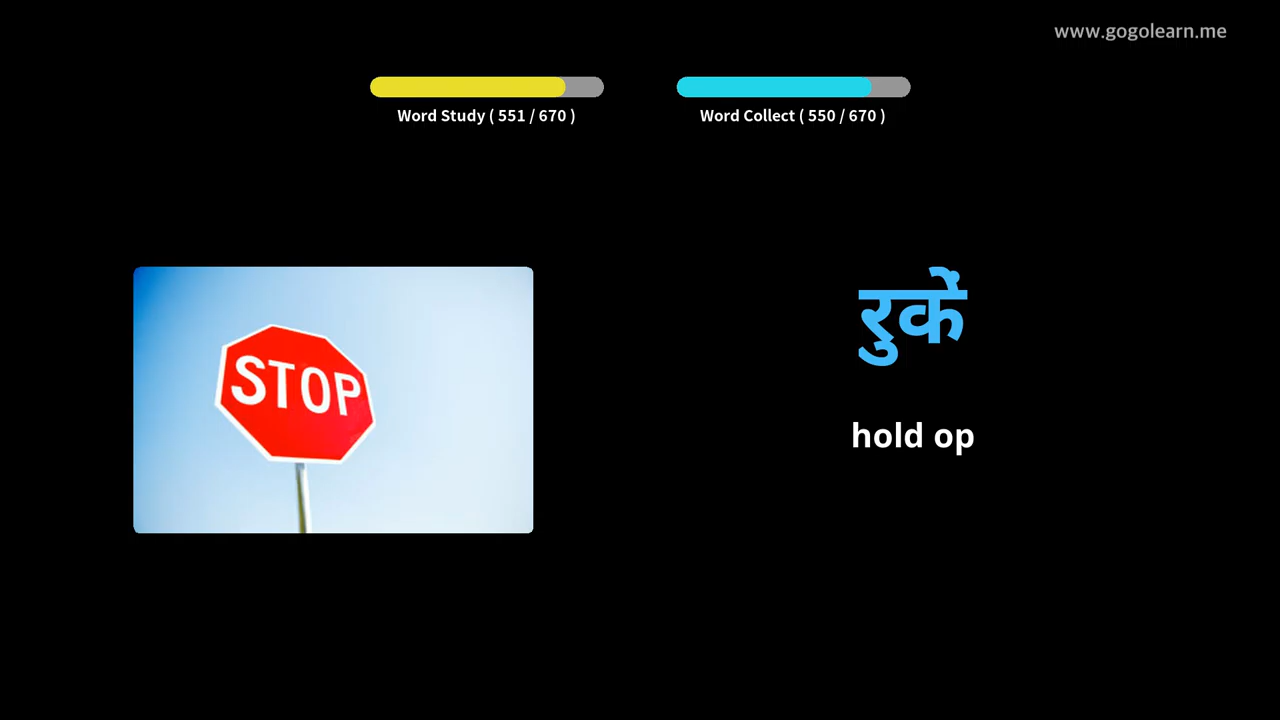 www.gogolearn.me
Word Study ( 551 / 670 )
Word Collect ( 550 / 670 )
STOP
रुकें
hold op